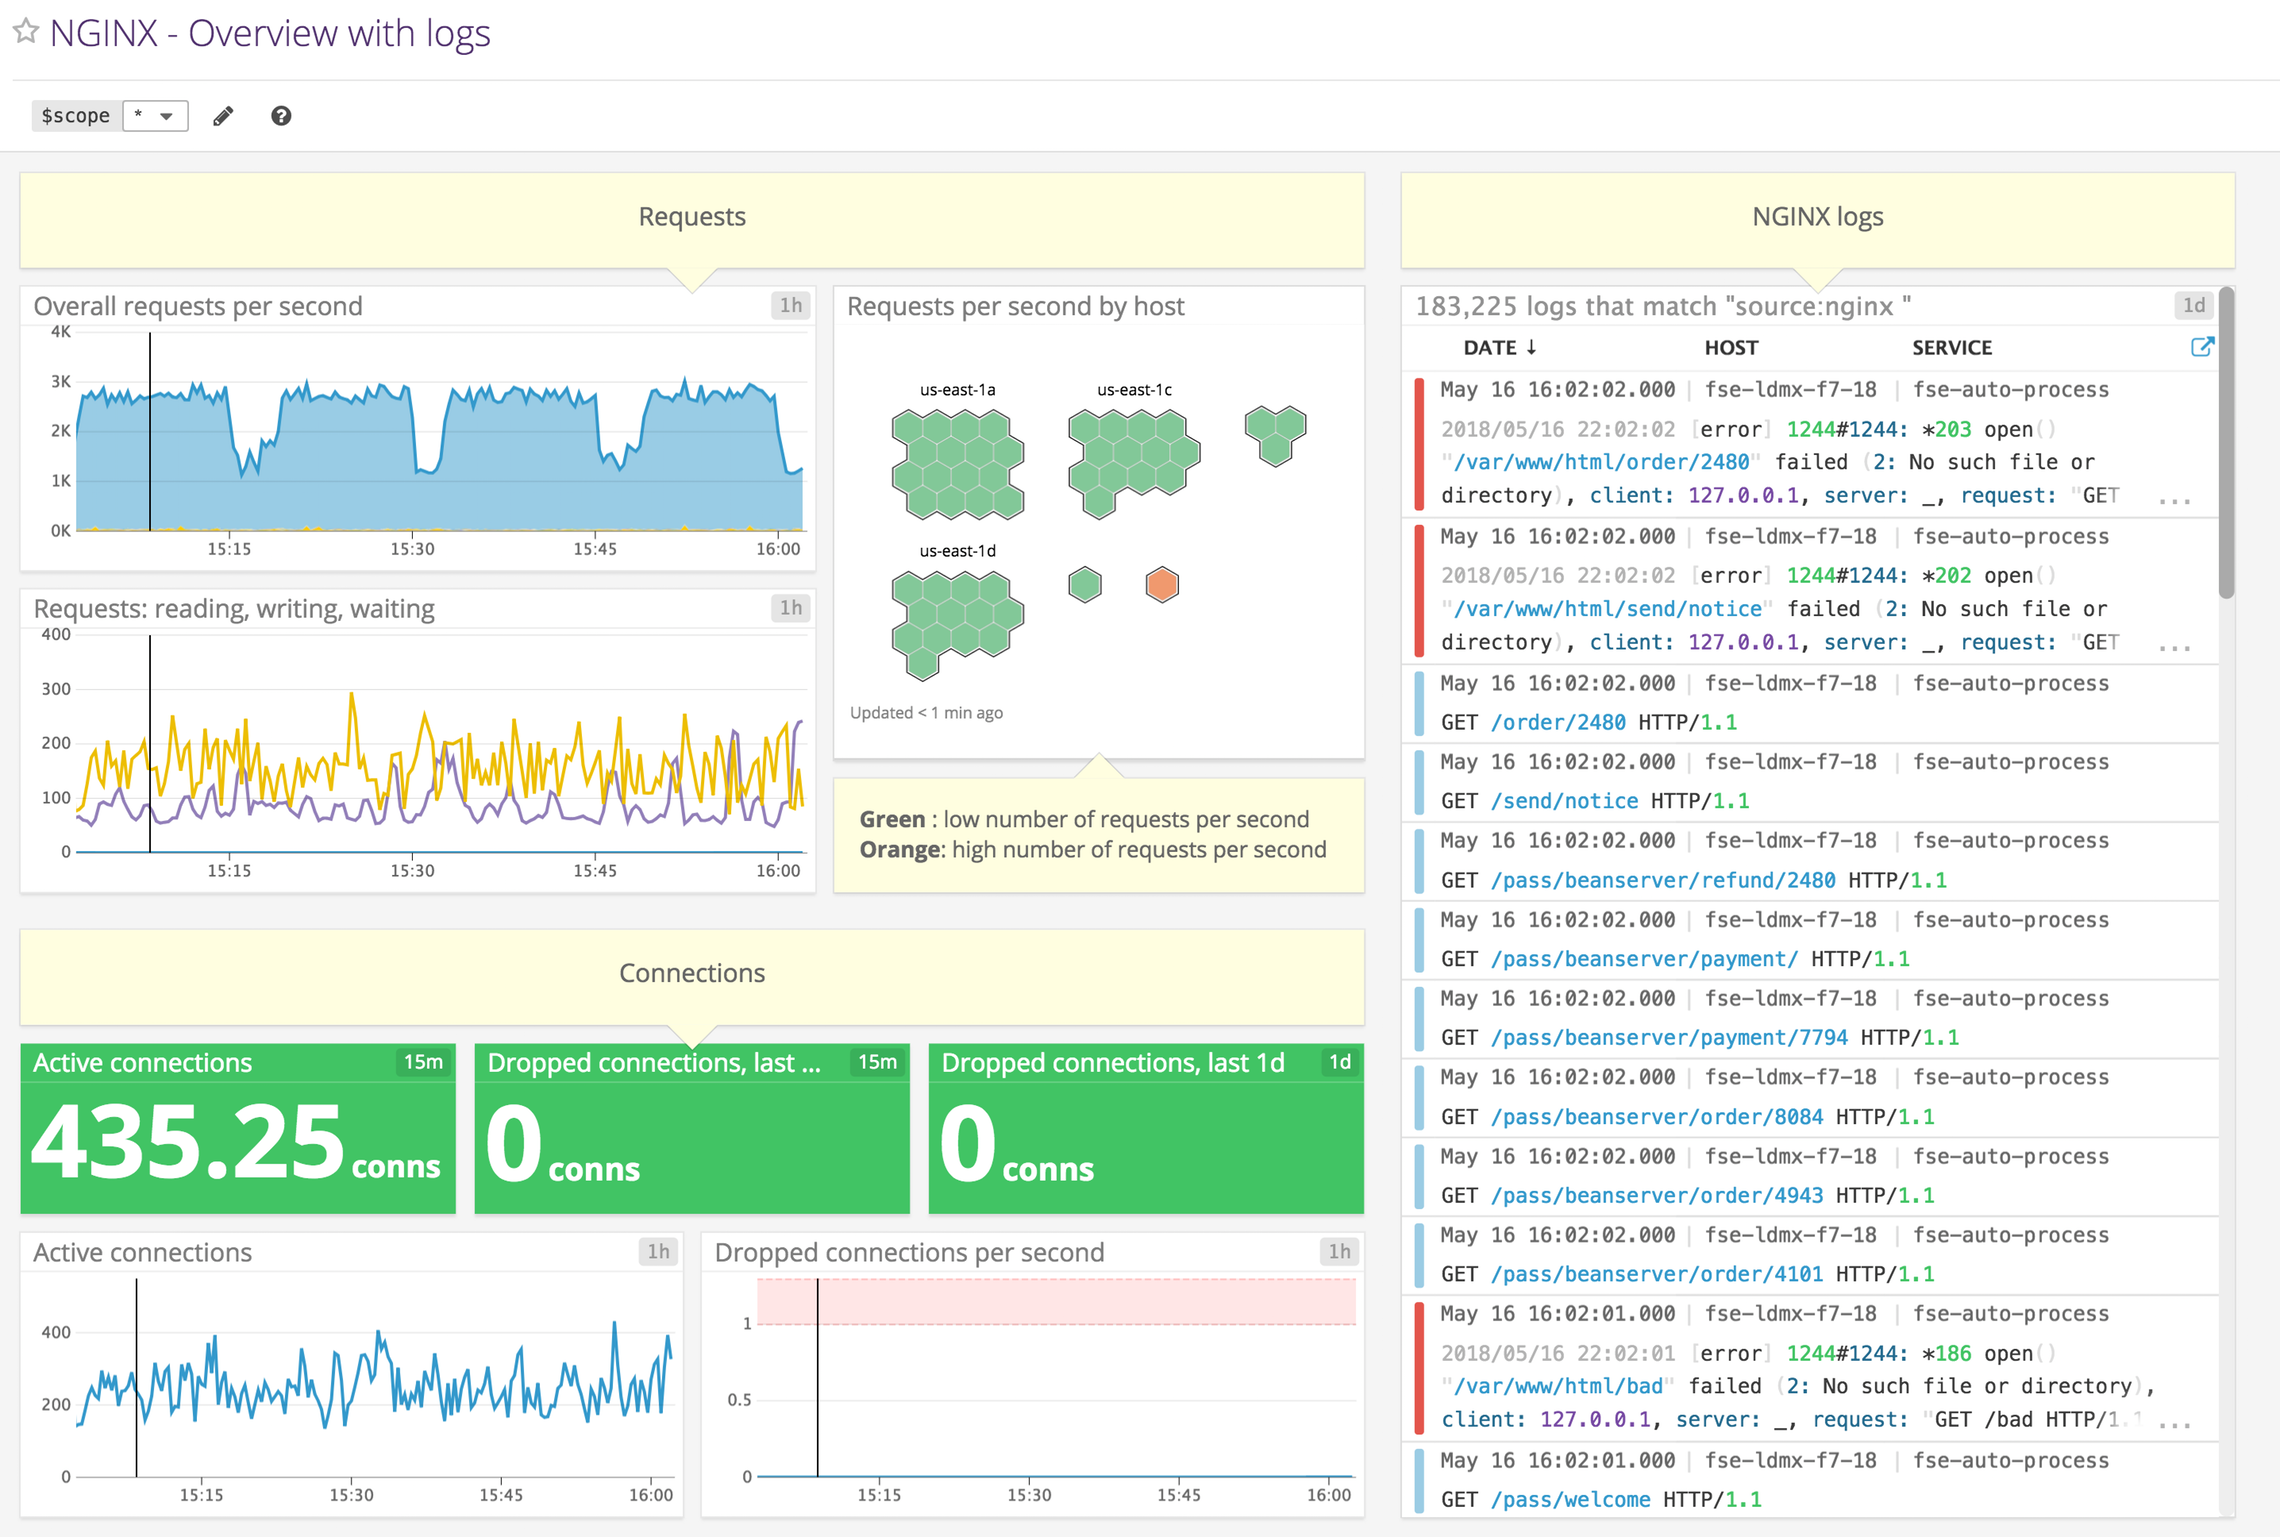 NGINX - Overview with logs
$scope * 
Requests
Overall requests per second 1h
4K
3K
2K
1K
0K
15:15 15:30 15:45 16:00
Requests: reading, writing, waiting 1h
400
300
200
100
0
15:15 15:30 15:45 16:00
Requests per second by host
us-east-1a us-east-1c
us-east-1d
Updated < 1 min ago
Green : low number of requests per second
Orange: high number of requests per second
Connections
Active connections 15m
435.25 conns
Dropped connections, last ... 15m
0 conns
Dropped connections, last 1d 1d
0 conns
Active connections 1h
400
200
0
15:15 15:30 15:45 16:00
Dropped connections per second 1h
1
0.5
0
15:15 15:30 15:45 16:00
NGINX logs
183,225 logs that match "source:nginx " 1d
DATE ↓ HOST SERVICE
May 16 16:02:02.000 | fse-ldmx-f7-18 | fse-auto-process
2018/05/16 22:02:02 [error] 1244#1244: *203 open()
"/var/www/html/order/2480" failed (2: No such file or
directory), client: 127.0.0.1, server: _, request: "GET ...
May 16 16:02:02.000 | fse-ldmx-f7-18 | fse-auto-process
2018/05/16 22:02:02 [error] 1244#1244: *202 open()
"/var/www/html/send/notice" failed (2: No such file or
directory), client: 127.0.0.1, server: _, request: "GET ...
May 16 16:02:02.000 | fse-ldmx-f7-18 | fse-auto-process
GET /order/2480 HTTP/1.1
May 16 16:02:02.000 | fse-ldmx-f7-18 | fse-auto-process
GET /send/notice HTTP/1.1
May 16 16:02:02.000 | fse-ldmx-f7-18 | fse-auto-process
GET /pass/beanserver/refund/2480 HTTP/1.1
May 16 16:02:02.000 | fse-ldmx-f7-18 | fse-auto-process
GET /pass/beanserver/payment/ HTTP/1.1
May 16 16:02:02.000 | fse-ldmx-f7-18 | fse-auto-process
GET /pass/beanserver/payment/7794 HTTP/1.1
May 16 16:02:02.000 | fse-ldmx-f7-18 | fse-auto-process
GET /pass/beanserver/order/8084 HTTP/1.1
May 16 16:02:02.000 | fse-ldmx-f7-18 | fse-auto-process
GET /pass/beanserver/order/4943 HTTP/1.1
May 16 16:02:02.000 | fse-ldmx-f7-18 | fse-auto-process
GET /pass/beanserver/order/4101 HTTP/1.1
May 16 16:02:01.000 | fse-ldmx-f7-18 | fse-auto-process
2018/05/16 22:02:01 [error] 1244#1244: *186 open()
"/var/www/html/bad" failed (2: No such file or directory),
client: 127.0.0.1, server: _, request: "GET /bad HTTP/1.1 ...
May 16 16:02:01.000 | fse-ldmx-f7-18 | fse-auto-process
GET /pass/welcome HTTP/1.1